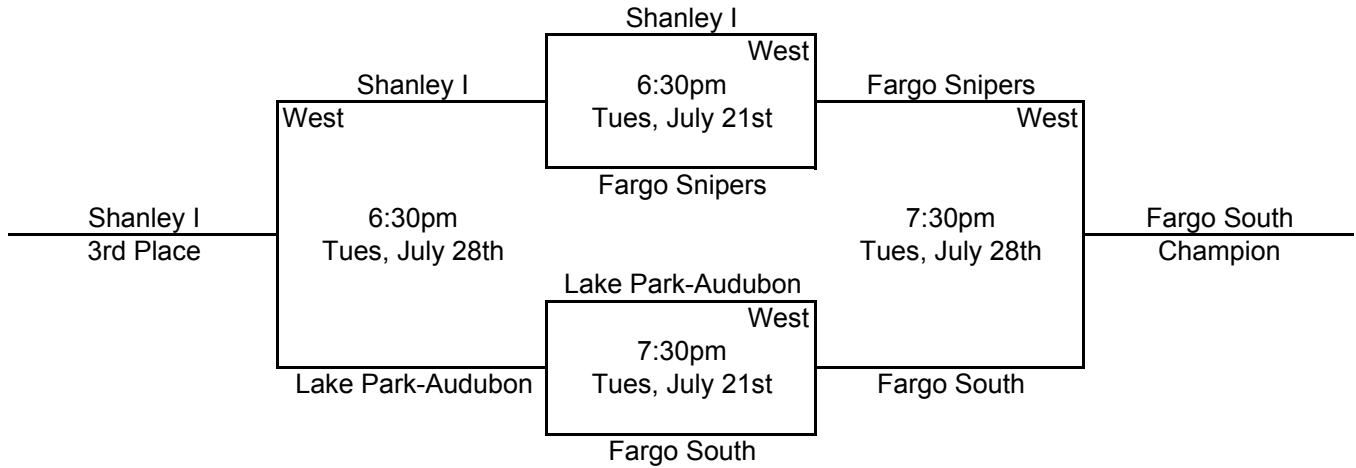 Shanley I
West
Shanley I
6:30pm
Fargo Snipers
West
Tues, July 21st
West
Fargo Snipers
Shanley I
6:30pm
7:30pm
Fargo South
3rd Place
Tues, July 28th
Tues, July 28th
Champion
Lake Park-Audubon
West
7:30pm
Lake Park-Audubon
Tues, July 21st
Fargo South
Fargo South